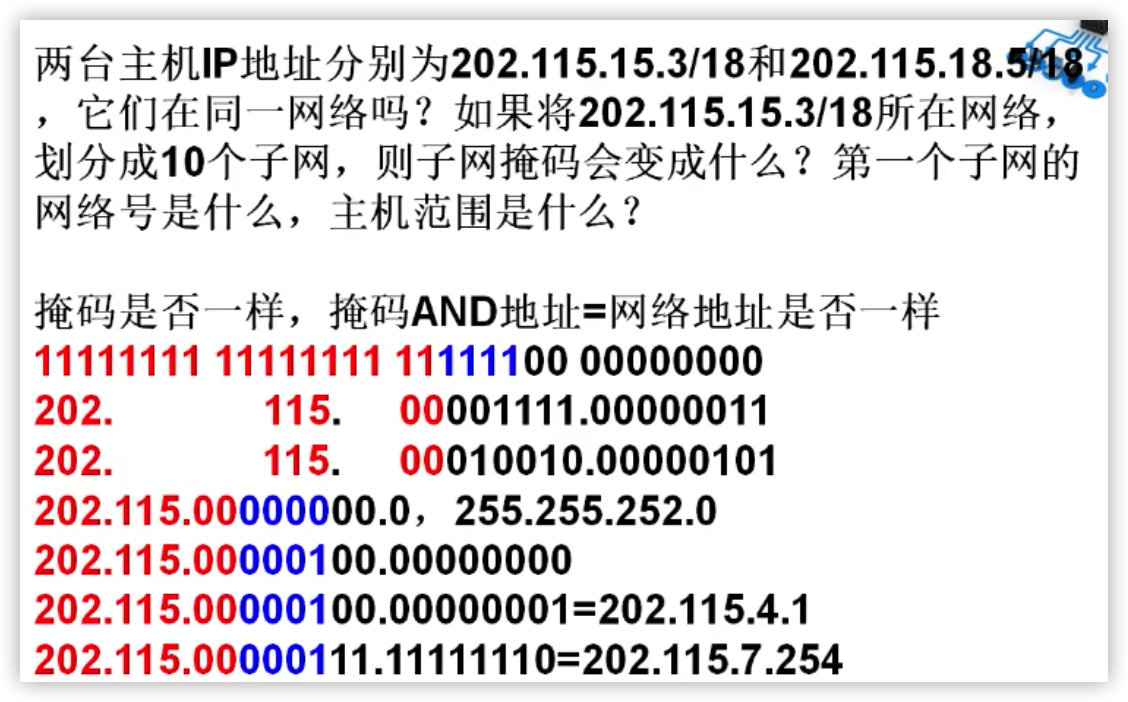 两台主机IP地址分别为202.115.15.3/18和202.115.18.5/18
，它们在同一网络吗？如果将202.115.15.3/18所在网络，
划分成10个子网，则子网掩码会变成什么？第一个子网的
网络号是什么，主机范围是什么？
掩码是否一样，掩码AND地址=网络地址是否一样
11111111 11111111 11111100 00000000
202. 115. 00001111.00000011
202. 115. 00010010.00000101
202.115.00000000.0，255.255.252.0
202.115.00000100.00000000
202.115.00000100.00000001=202.115.4.1
202.115.00000111.11111110=202.115.7.254